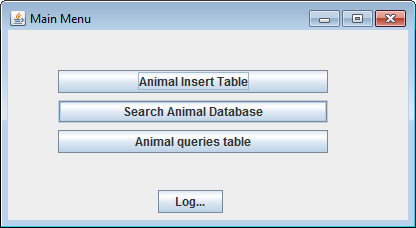 Main Menu
Animal Insert Table
Search Animal Database
Animal queries table
Log...